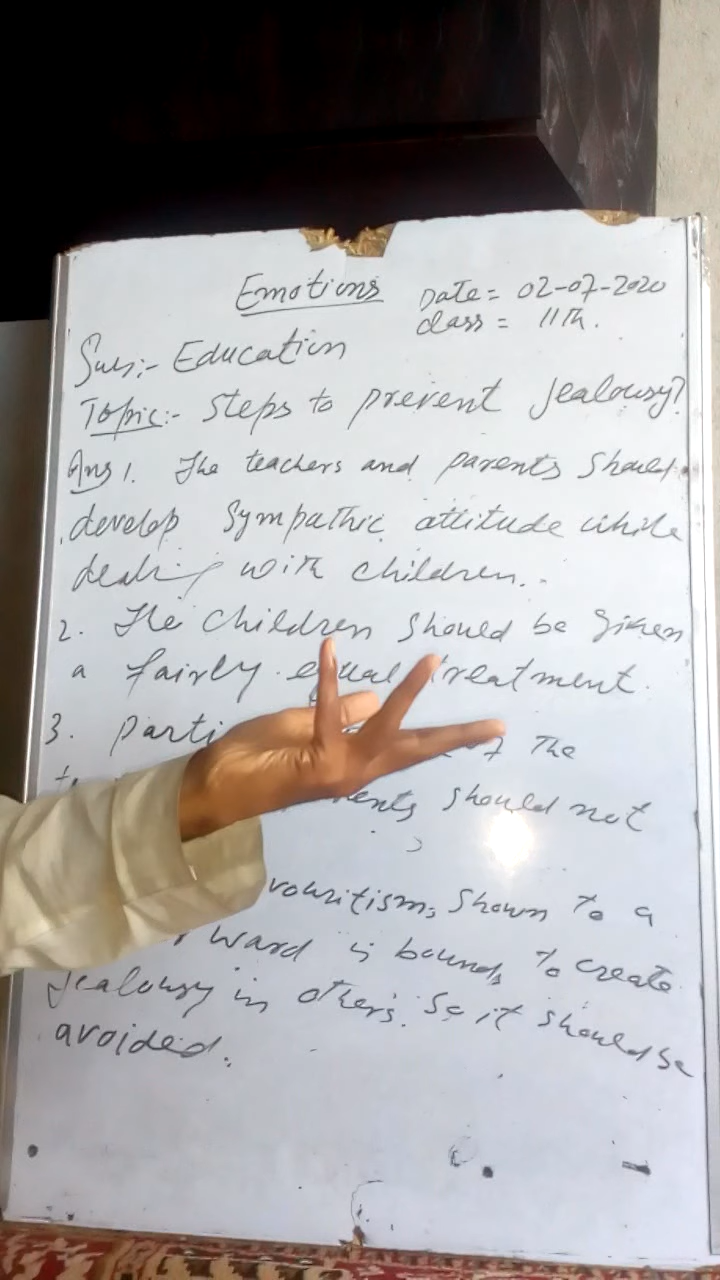 Emotions
Date = 02-07-2020
class = 11th.
Sub:- Education
Topic:- Steps to prevent Jealousy?
Ans 1. The teachers and parents should
develop Sympathic attitude while
dealing with children..
2. The children should be given
a fairly equal treatment.
3. Parti of the
should not
vouritism, shown to a
ward is bound to create
Jealousy in others. So it should be
avoided.